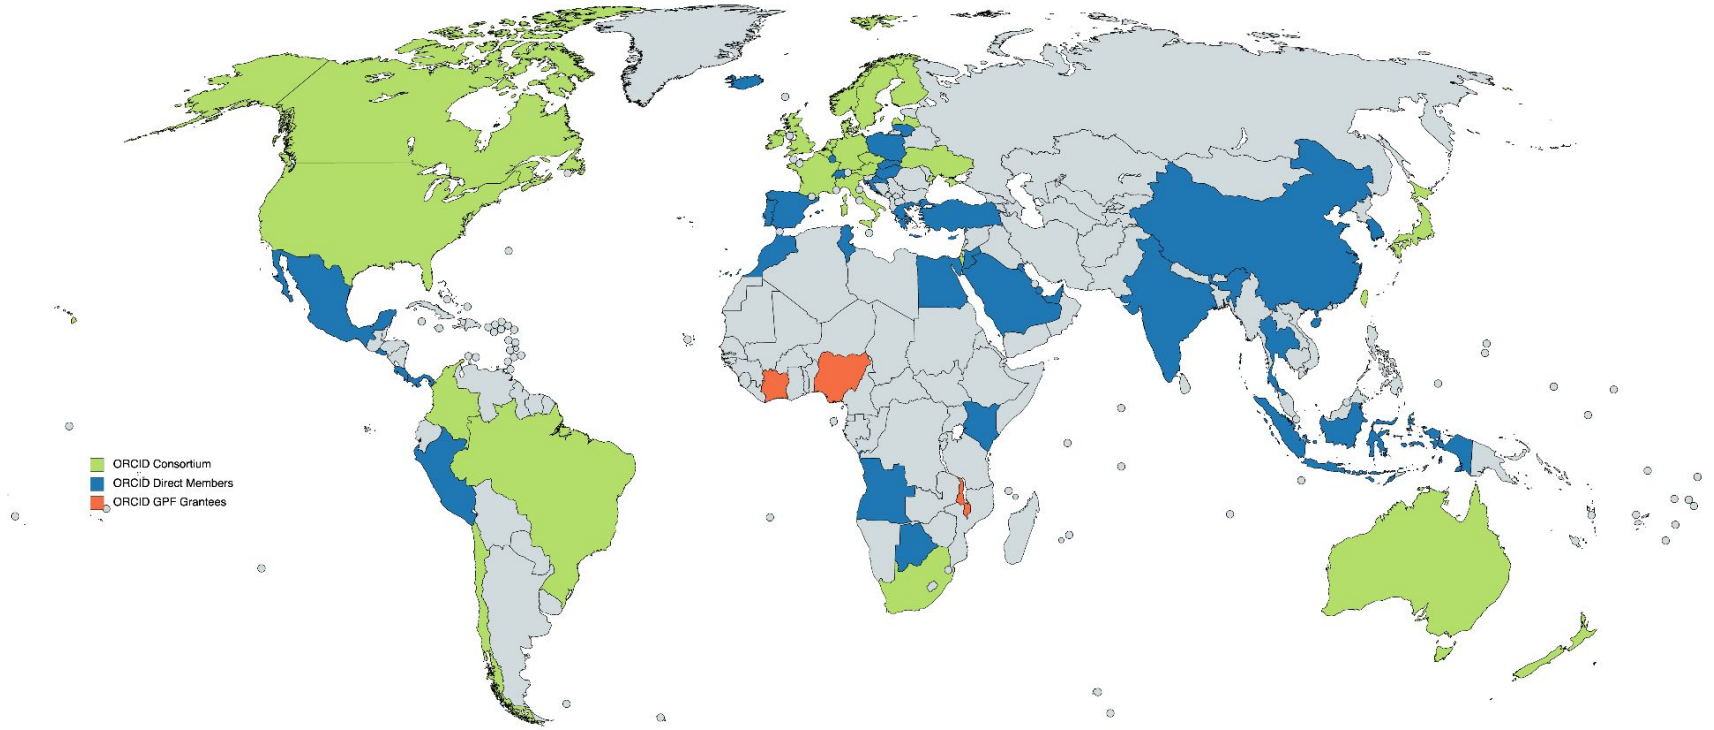 ORCID Consortium
ORCID Direct Members
ORCID GPF Grantees